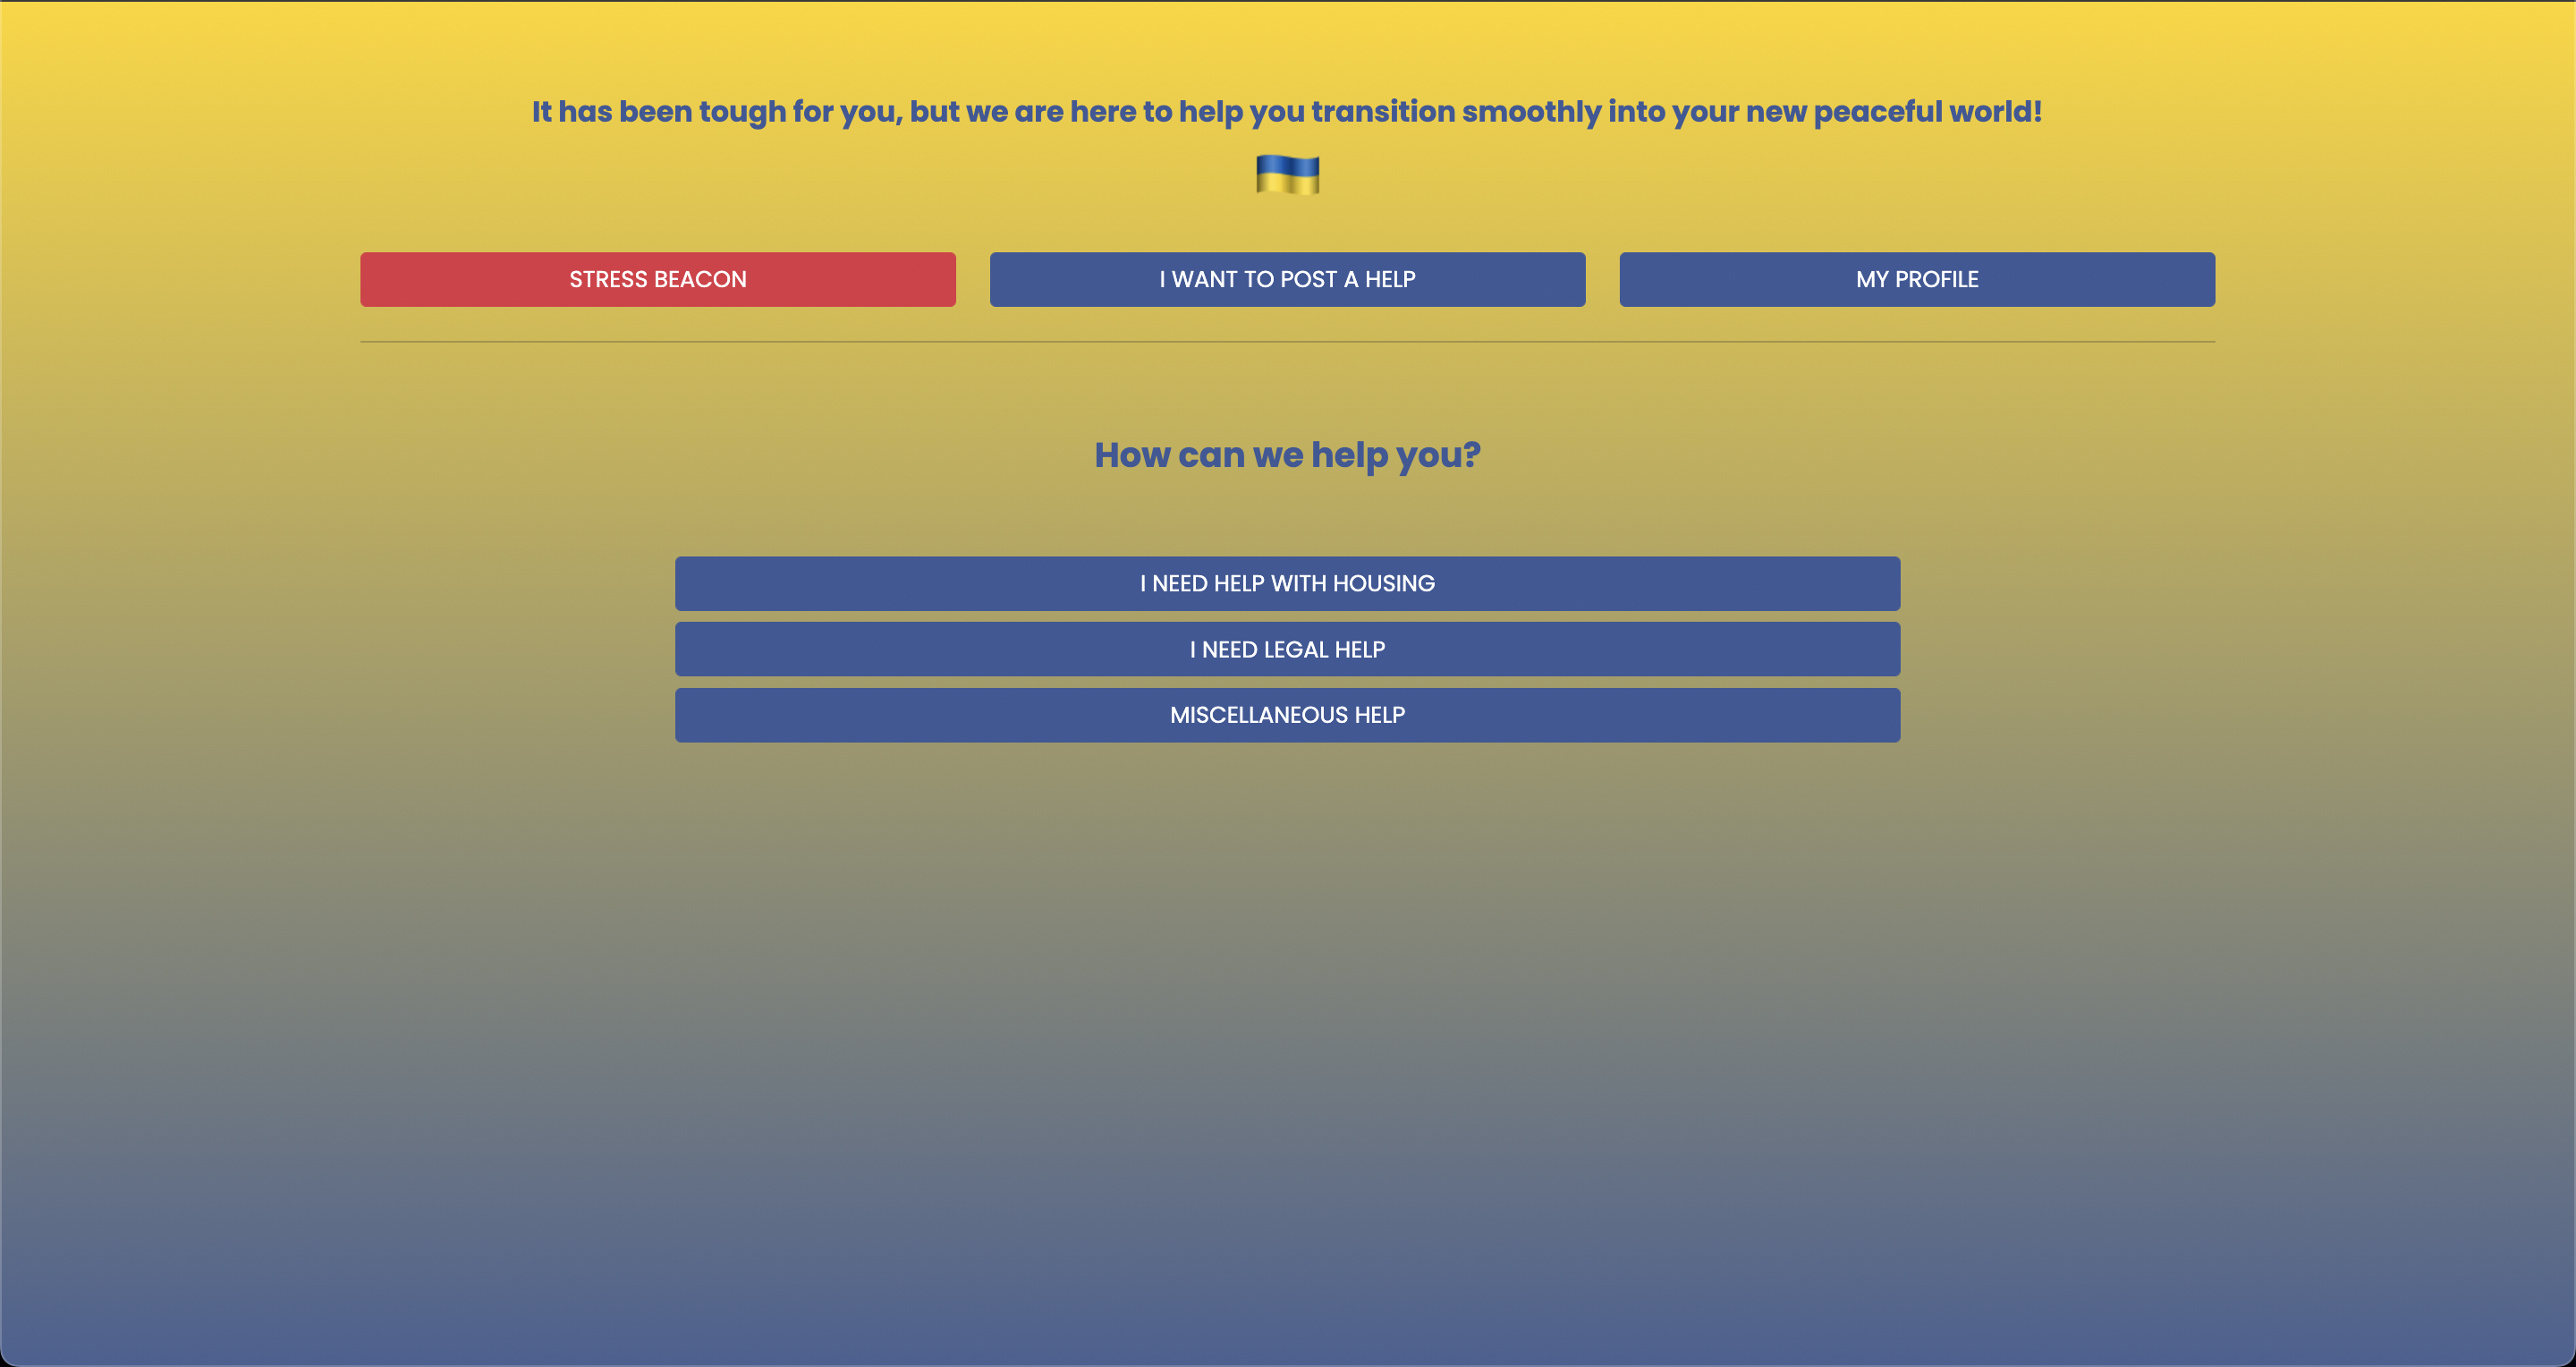 It has been tough for you, but we are here to help you transition smoothly into your new peaceful world!
STRESS BEACON
I WANT TO POST A HELP
MY PROFILE
How can we help you?
I NEED HELP WITH HOUSING
I NEED LEGAL HELP
MISCELLANEOUS HELP